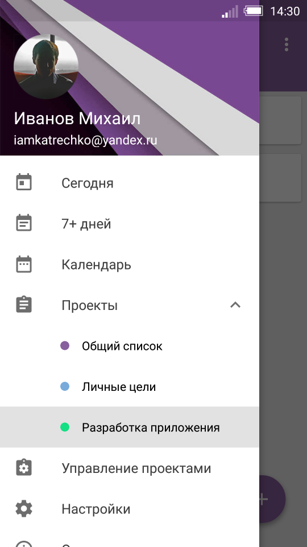 14:30
Иванов Михаил
iamkatrechko@yandex.ru
Сегодня
7+ дней
Календарь
Проекты
Общий список
Личные цели
Разработка приложения
Управление проектами
Настройки